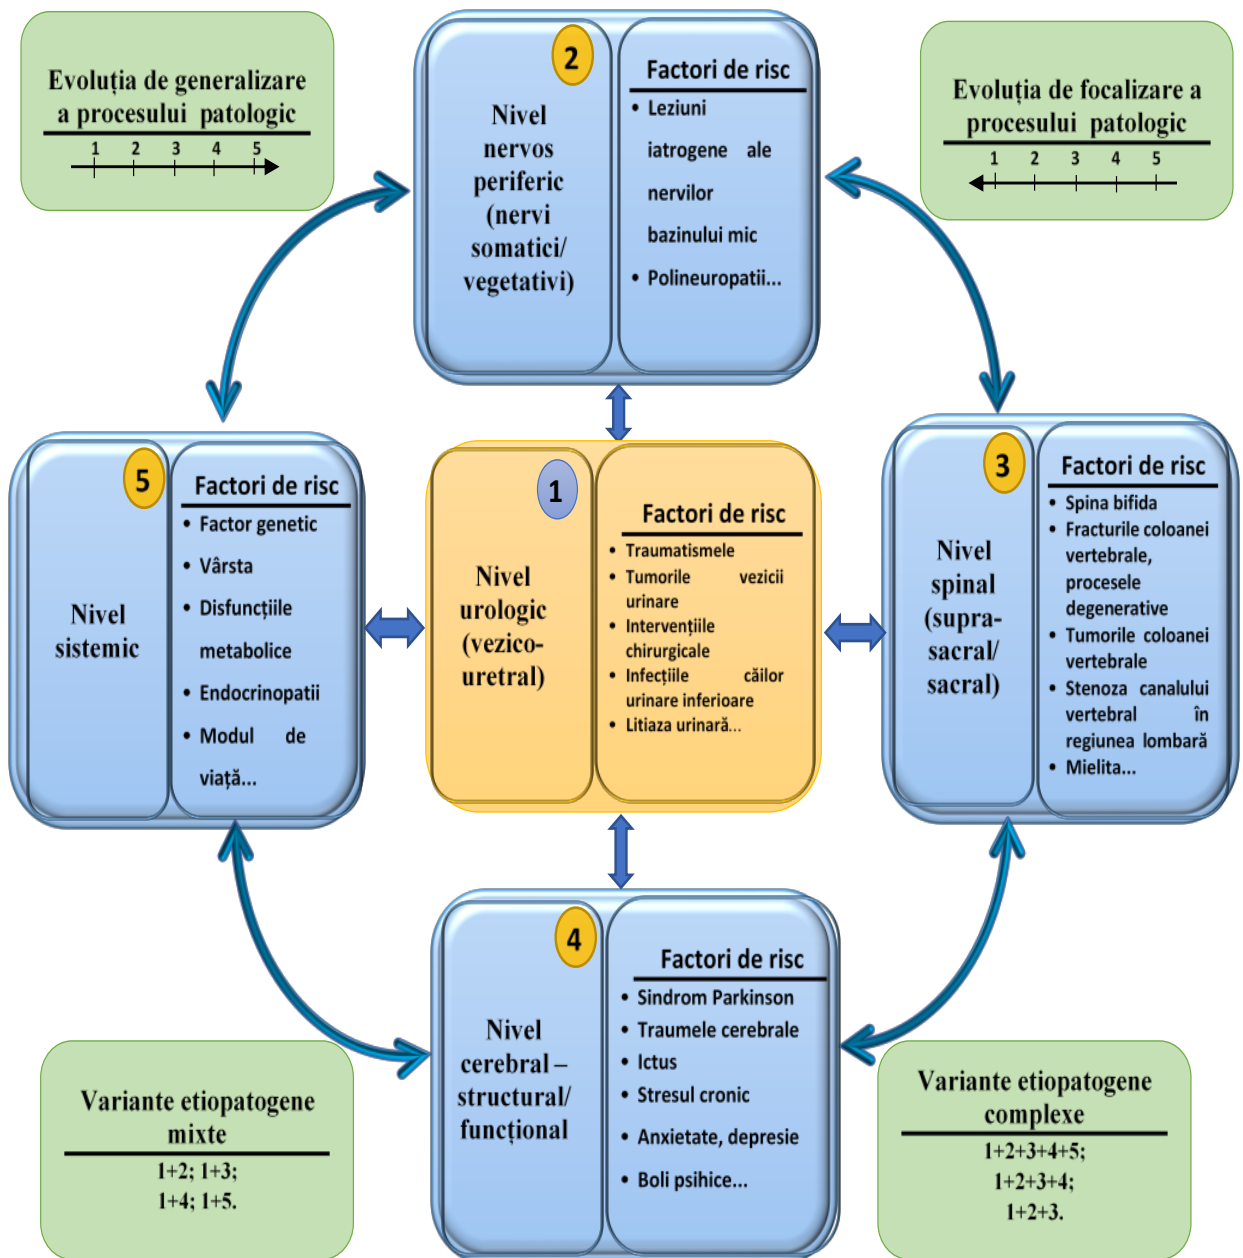 Evoluția de generalizare
a procesului patologic
1 2 3 4 5
2
Nivel
nervos
periferic
(nervi
somatici/
vegetativi)
Factori de risc
• Leziuni
iatrogene ale
nervilor
bazinului mic
• Polineuropatii...
Evoluția de focalizare a
procesului patologic
1 2 3 4 5
5
Nivel
sistemic
Factori de risc
• Factor genetic
• Vârsta
• Disfuncțiile
metabolice
• Endocrinopatii
• Modul de
viață...
1
Nivel
urologic
(vezico-
uretral)
Factori de risc
• Traumatismele
• Tumorile vezicii
urinare
• Intervențiile
chirurgicale
• Infecțiile căilor
urinare inferioare
• Litiaza urinară...
3
Nivel
spinal
(supra-
sacral/
sacral)
Factori de risc
• Spina bifida
• Fracturile coloanei
vertebrale,
procesele
degenerative
• Tumorile coloanei
vertebrale
• Stenoza canalului
vertebral în
regiunea lombară
• Mielita...
4
Nivel
cerebral –
structural/
funcțional
Factori de risc
• Sindrom Parkinson
• Traumele cerebrale
• Ictus
• Stresul cronic
• Anxietate, depresie
• Boli psihice...
Variante etiopatogene
mixte
1+2; 1+3;
1+4; 1+5.
Variante etiopatogene
complexe
1+2+3+4+5;
1+2+3+4;
1+2+3.